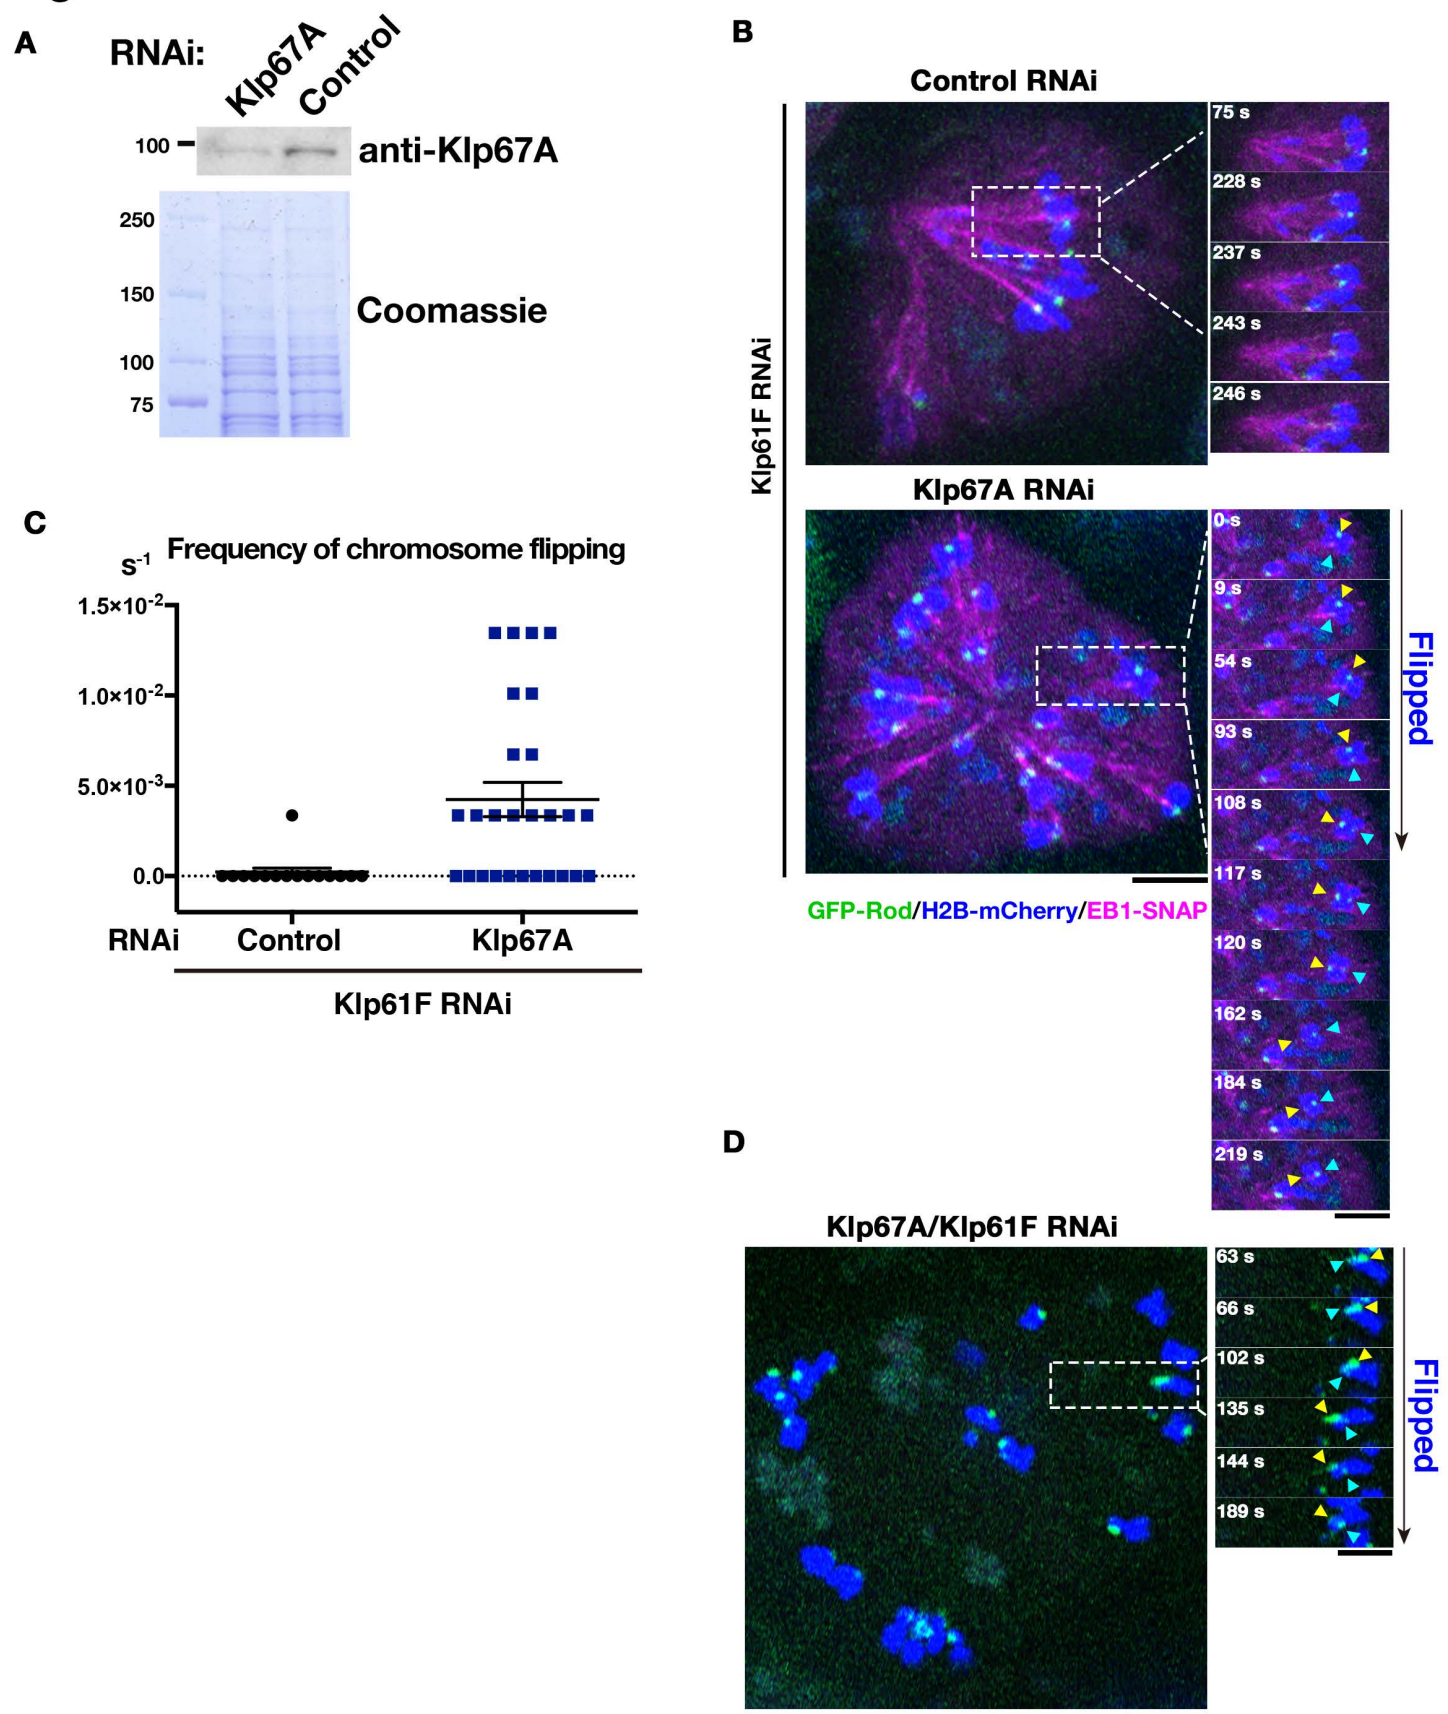 A
RNAi:
Klp67A
Control
100
anti-Klp67A
250
150
100
75
Coomassie
B
Control RNAi
Klp61F RNAi
75 s
228 s
237 s
243 s
246 s
Klp67A RNAi
0 s
9 s
54 s
93 s
108 s
117 s
120 s
162 s
184 s
219 s
Flipped
GFP-Rod/H2B-mCherry/EB1-SNAP
C
Frequency of chromosome flipping
s-1
1.5×10-2
1.0×10-2
5.0×10-3
0.0
RNAi Control Klp67A
Klp61F RNAi
D
Klp67A/Klp61F RNAi
63 s
66 s
102 s
135 s
144 s
189 s
Flipped